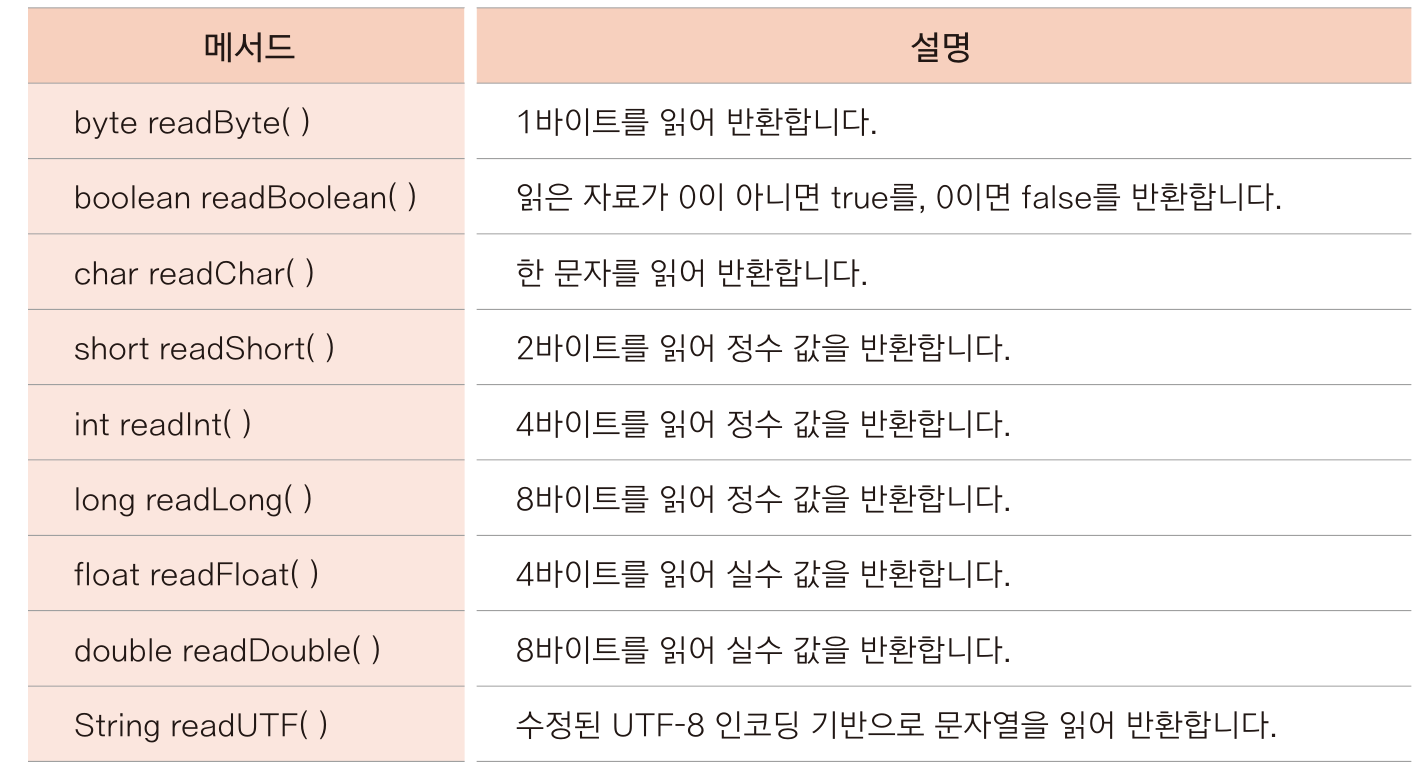 메서드 설명
byte readByte( ) 1바이트를 읽어 반환합니다.
boolean readBoolean( ) 읽은 자료가 0이 아니면 true를, 0이면 false를 반환합니다.
char readChar( ) 한 문자를 읽어 반환합니다.
short readShort( ) 2바이트를 읽어 정수 값을 반환합니다.
int readInt( ) 4바이트를 읽어 정수 값을 반환합니다.
long readLong( ) 8바이트를 읽어 정수 값을 반환합니다.
float readFloat( ) 4바이트를 읽어 실수 값을 반환합니다.
double readDouble( ) 8바이트를 읽어 실수 값을 반환합니다.
String readUTF( ) 수정된 UTF-8 인코딩 기반으로 문자열을 읽어 반환합니다.